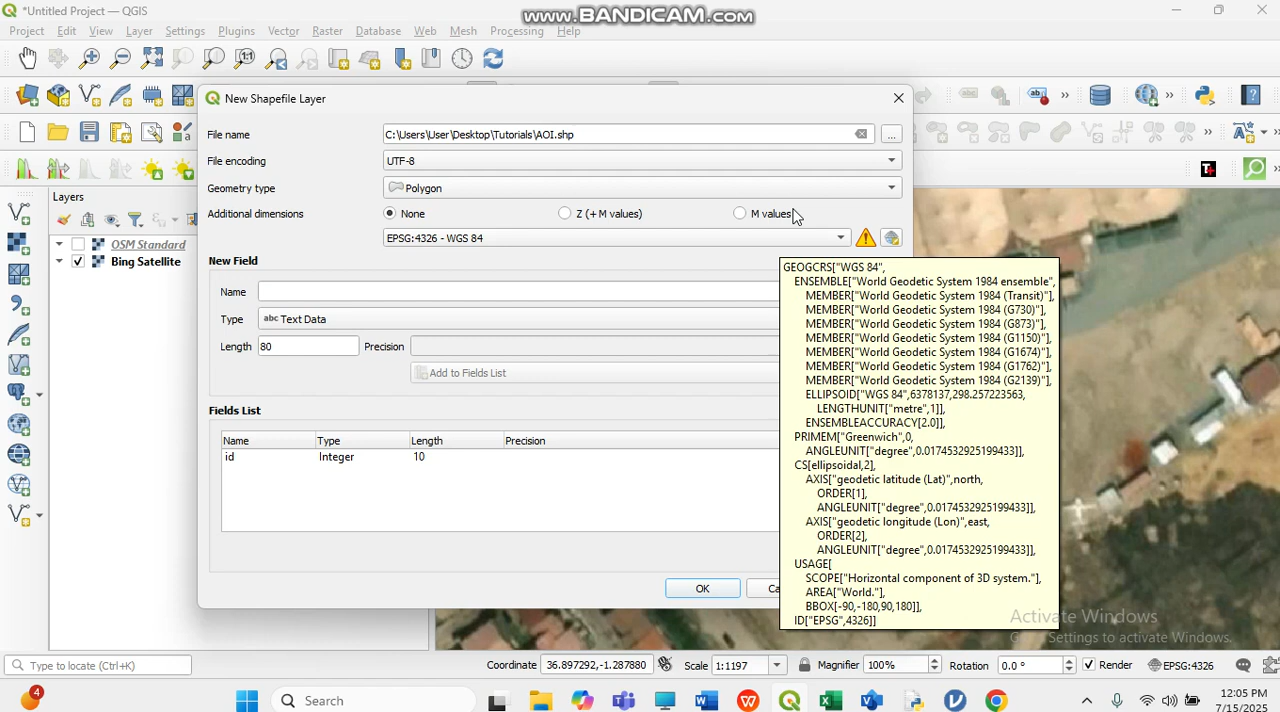 *Untitled Project — QGIS
www.BANDICAM.com
Project Edit View Layer Settings Plugins Vector Raster Database Web Mesh Processing Help
New Shapefile Layer
File name C:\Users\User\Desktop\Tutorials\AOI.shp ...
File encoding UTF-8
Geometry type Polygon
Additional dimensions None Z (+ M values) M values
EPSG:4326 - WGS 84
Layers
OSM Standard
Bing Satellite
New Field
Name
Type abc Text Data
Length 80 Precision
Add to Fields List
Fields List
Name Type Length Precision
id Integer 10
OK Ca
GEOGCRS["WGS 84",
ENSEMBLE["World Geodetic System 1984 ensemble",
MEMBER["World Geodetic System 1984 (Transit)"],
MEMBER["World Geodetic System 1984 (G730)"],
MEMBER["World Geodetic System 1984 (G873)"],
MEMBER["World Geodetic System 1984 (G1150)"],
MEMBER["World Geodetic System 1984 (G1674)"],
MEMBER["World Geodetic System 1984 (G1762)"],
MEMBER["World Geodetic System 1984 (G2139)"],
ELLIPSOID["WGS 84",6378137,298.257223563,
LENGTHUNIT["metre",1]],
ENSEMBLEACCURACY[2.0]],
PRIMEM["Greenwich",0,
ANGLEUNIT["degree",0.0174532925199433]],
CS[ellipsoidal,2],
AXIS["geodetic latitude (Lat)",north,
ORDER[1],
ANGLEUNIT["degree",0.0174532925199433]],
AXIS["geodetic longitude (Lon)",east,
ORDER[2],
ANGLEUNIT["degree",0.0174532925199433]],
USAGE[
SCOPE["Horizontal component of 3D system."],
AREA["World."],
BBOX[-90,-180,90,180]],
ID["EPSG",4326]]
Activate Windows
Settings to activate Windows.
Type to locate (Ctrl+K) Coordinate 36.897292,-1.287880 Scale 1:1197 Magnifier 100% Rotation 0.0 ° Render EPSG:4326
4 Search 12:05 PM
7/15/2025